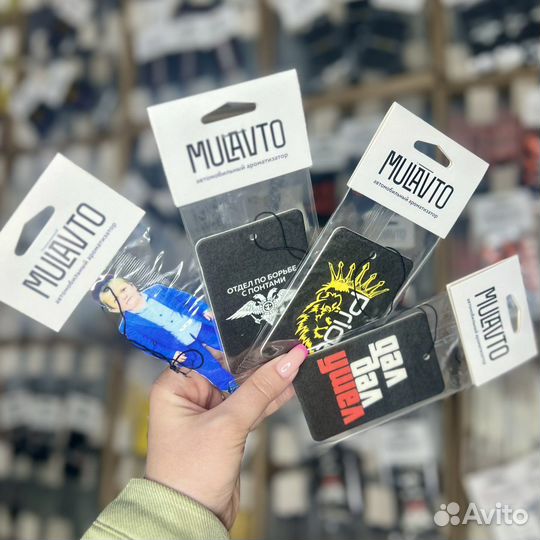 MULAVTO
автомобильный ароматизатор
MULAVTO
автомобильный ароматизатор
ОТДЕЛ ПО БОРЬБЕ
С ПОНТАМИ
MULAVTO
автомобильный ароматизатор
MULAVTO
автомобильный ароматизатор
Avito